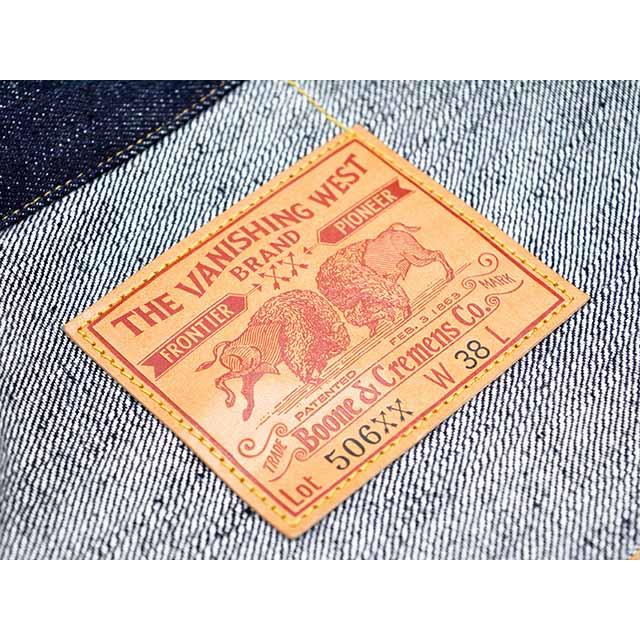 THE VANISHING WEST
BRAND
FRONTIER
PIONEER
PATENTED FEB. 3 1863
TRADE MARK
Boone & Cremens Co.
Lot 506XX W 38 L